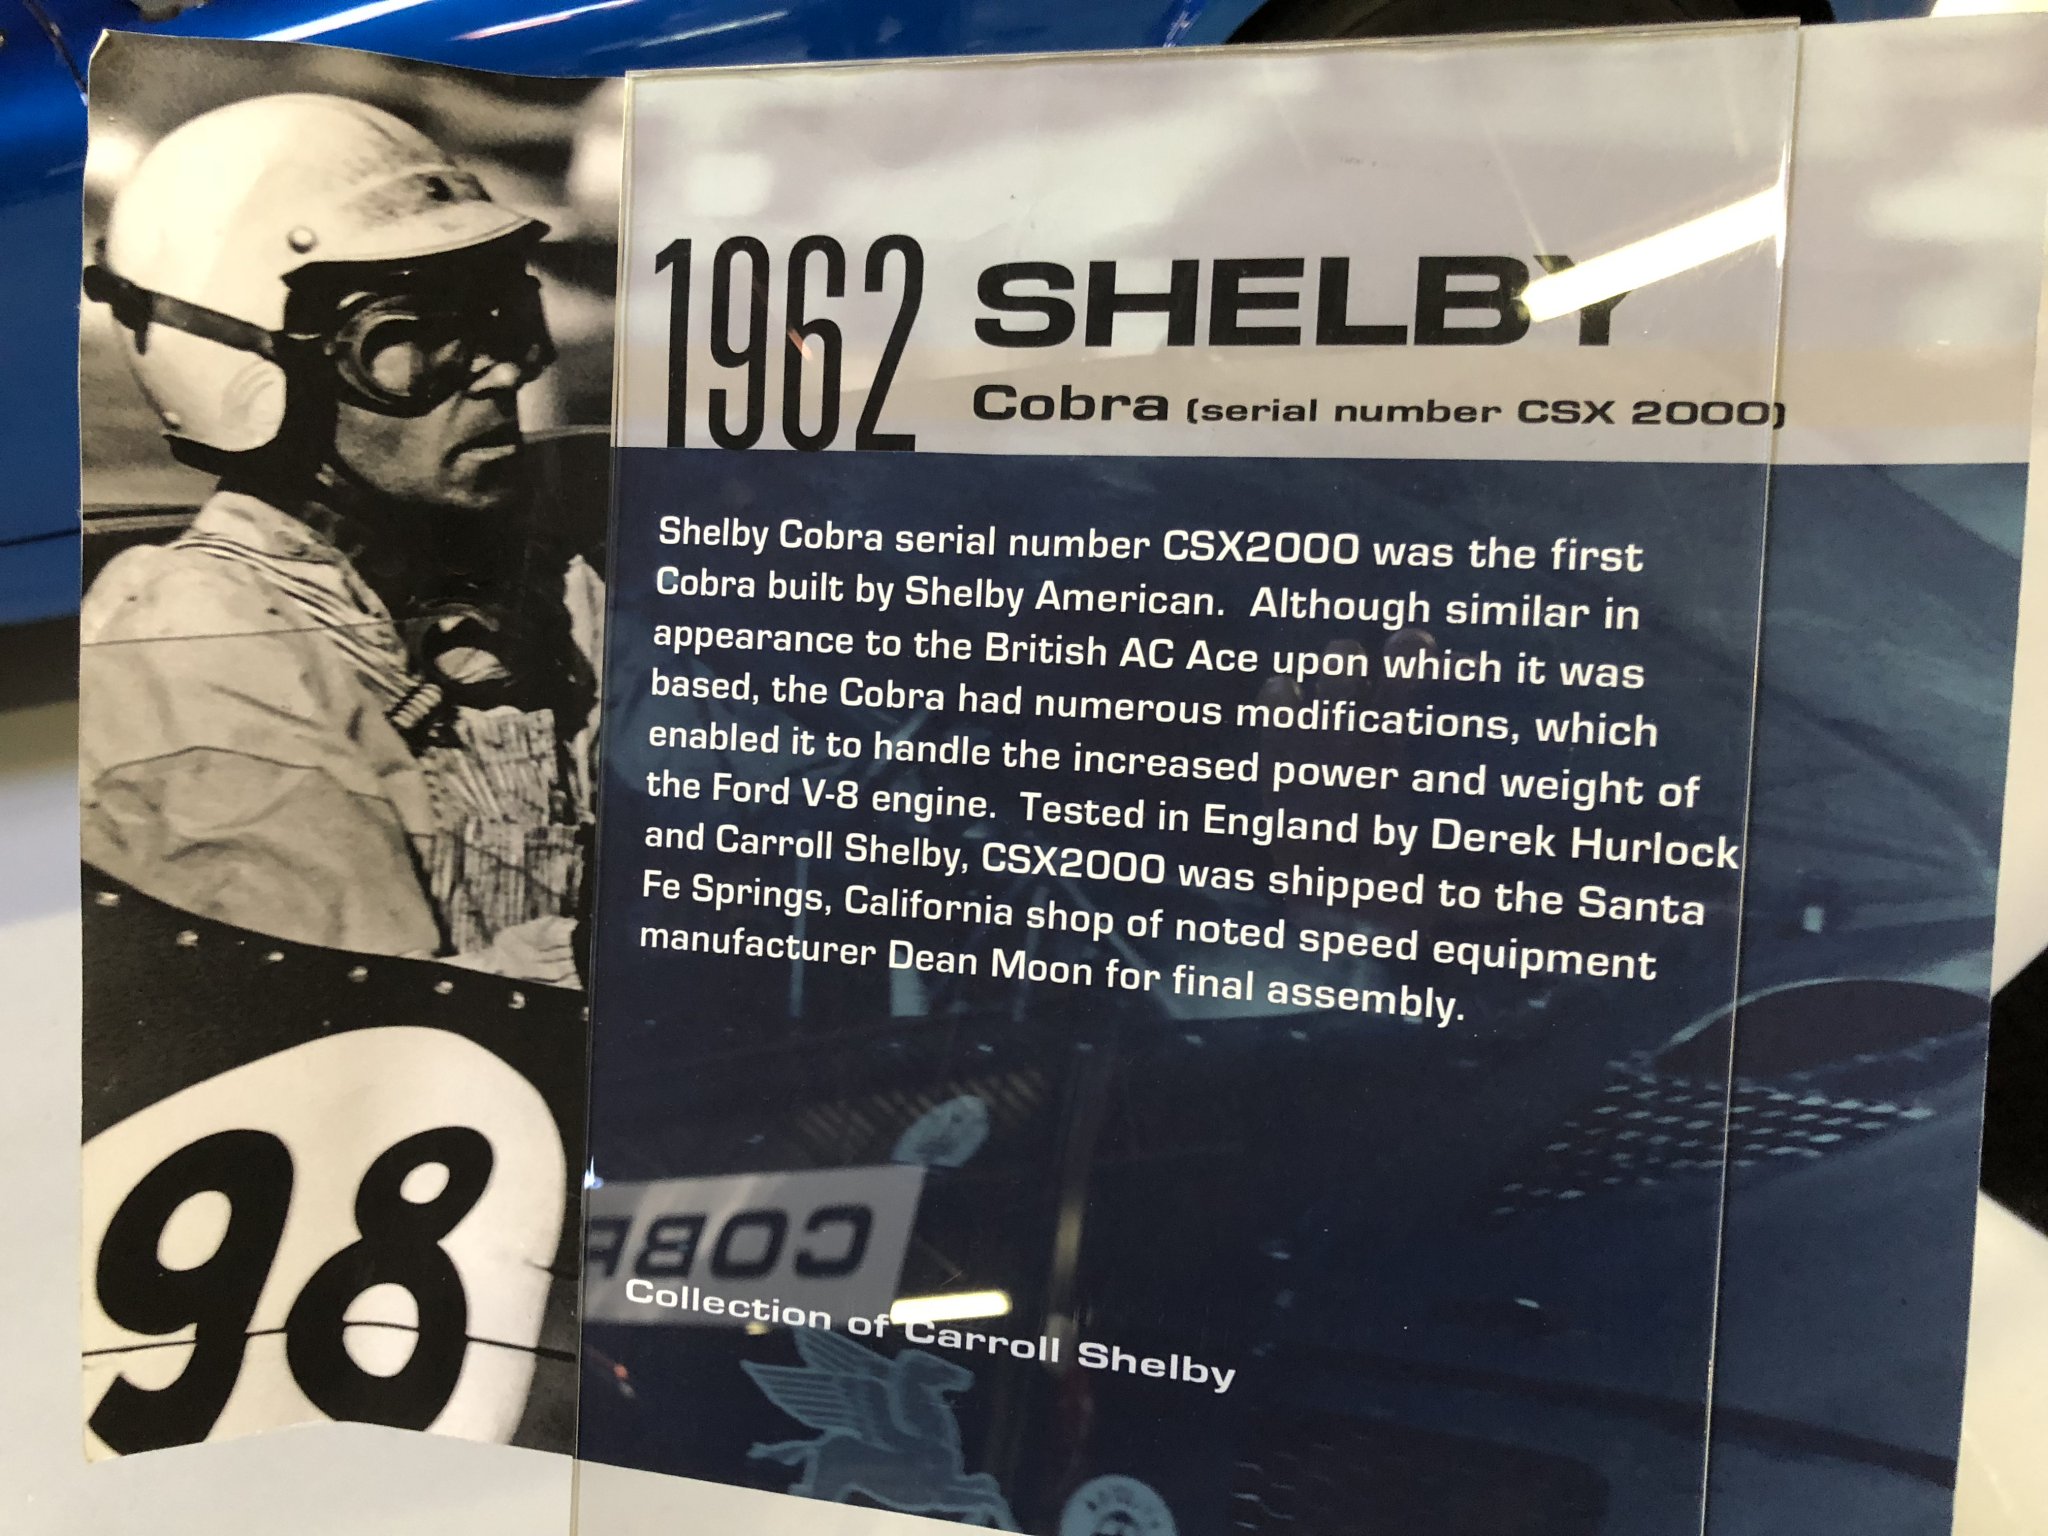 1962 SHELBY
Cobra (serial number CSX 2000)
Shelby Cobra serial number CSX2000 was the first
Cobra built by Shelby American. Although similar in
appearance to the British AC Ace upon which it was
based, the Cobra had numerous modifications, which
enabled it to handle the increased power and weight of
the Ford V-8 engine. Tested in England by Derek Hurlock
and Carroll Shelby, CSX2000 was shipped to the Santa
Fe Springs, California shop of noted speed equipment
manufacturer Dean Moon for final assembly.
98
COBR
Collection of Carroll Shelby